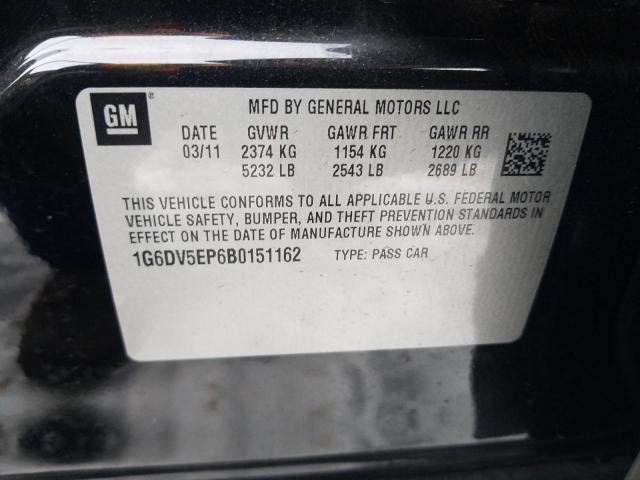 GM ®
MFD BY GENERAL MOTORS LLC
DATE GVWR GAWR FRT GAWR RR
03/11 2374 KG 1154 KG 1220 KG
5232 LB 2543 LB 2689 LB
THIS VEHICLE CONFORMS TO ALL APPLICABLE U.S. FEDERAL MOTOR
VEHICLE SAFETY, BUMPER, AND THEFT PREVENTION STANDARDS IN
EFFECT ON THE DATE OF MANUFACTURE SHOWN ABOVE.
1G6DV5EP6B0151162 TYPE: PASS CAR